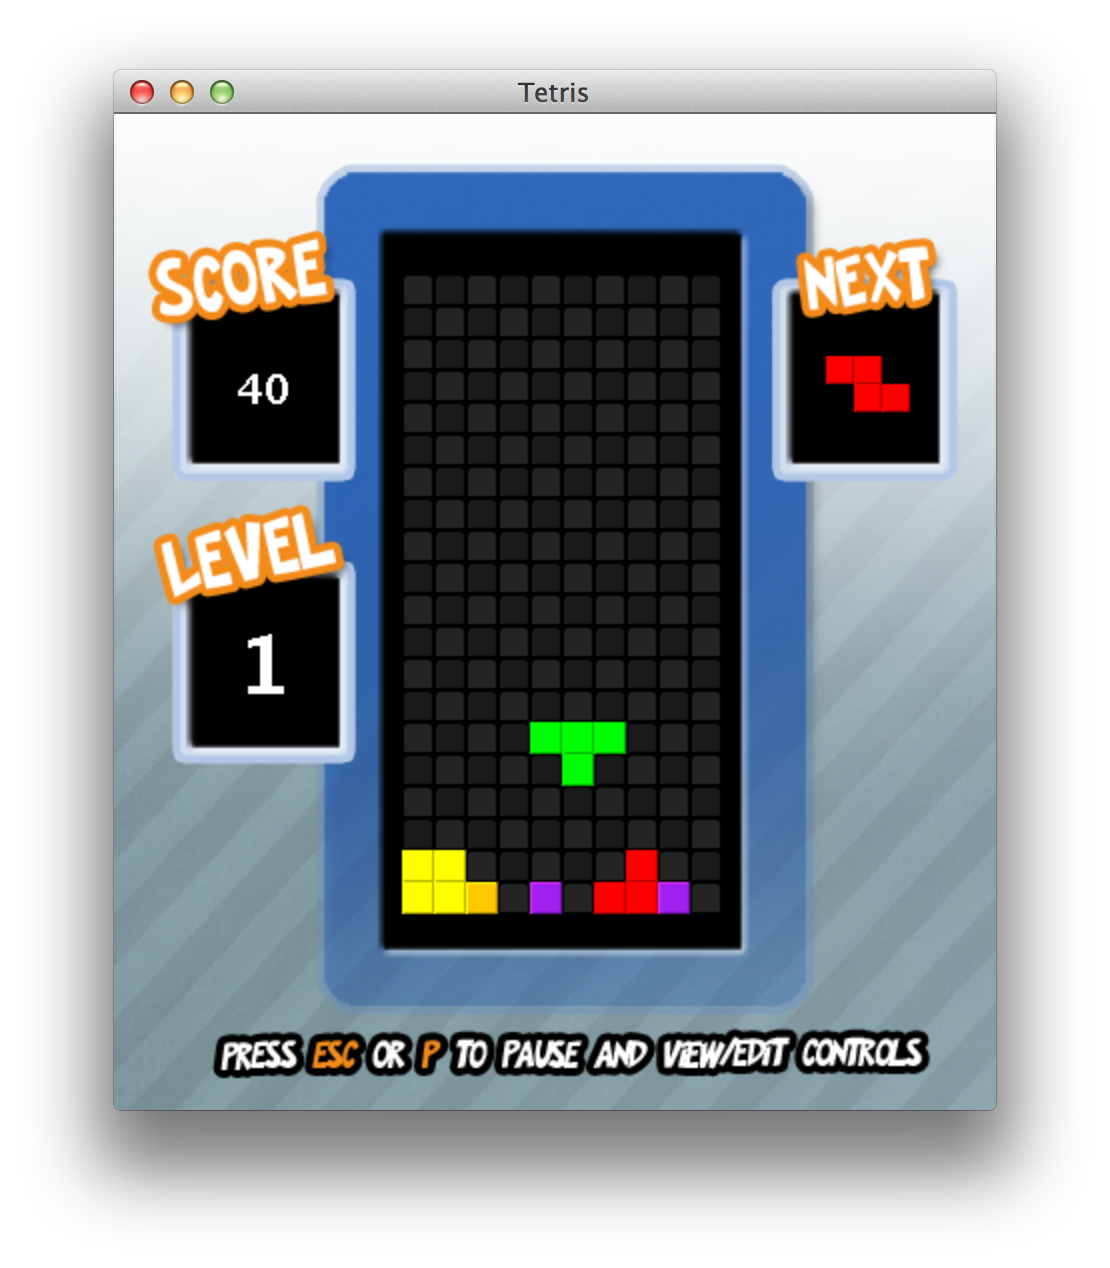 Tetris
SCORE
40
NEXT
LEVEL
1
PRESS ESC OR P TO PAUSE AND VIEW/EDIT CONTROLS